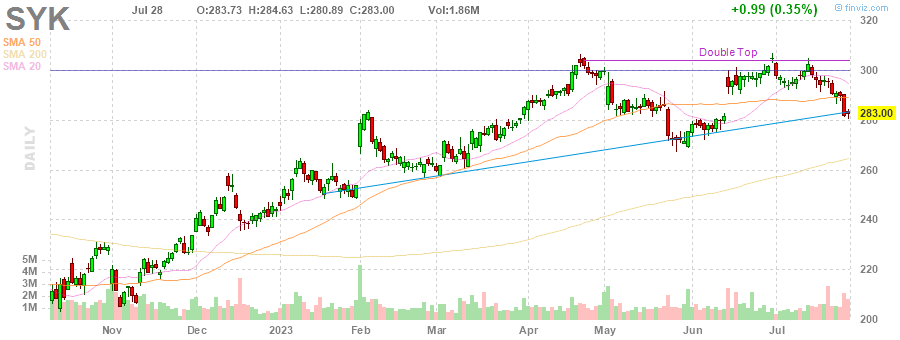 SYK
Jul 28 O:283.73 H:284.63 L:280.89 C:283.00 Vol:1.86M +0.99 (0.35%)
© finviz.com
SMA 50
SMA 200
SMA 20
Double Top
DAILY
320
300
280
283.00
260
240
220
200
5M
4M
3M
2M
1M
Nov Dec 2023 Feb Mar Apr May Jun Jul